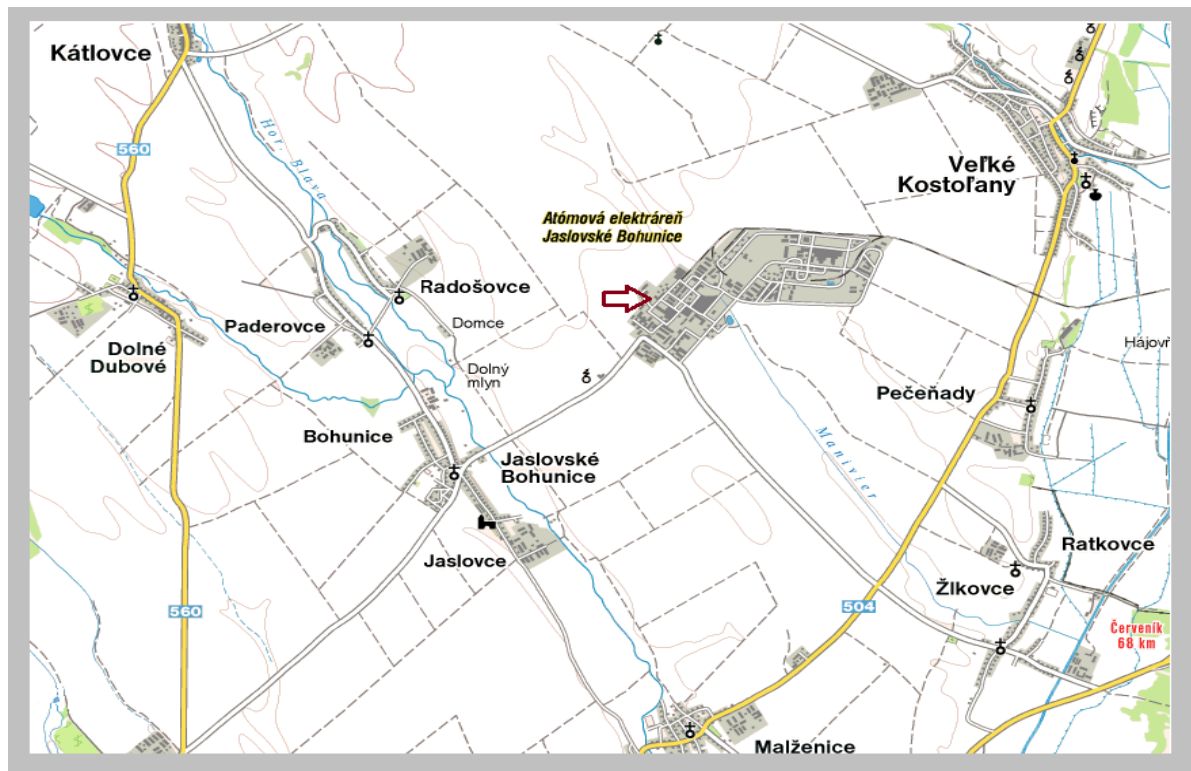 Kátlovce
Hor. Blava
560
Veľké
Kostoľany
Atómová elektráreň
Jaslovské Bohunice
Radošovce
Paderovce
Domce
Dolné
Dubové
Dolný
mlyn
Pečeňady
Bohunice
Manivier
Jaslovské
Bohunice
Jaslovce
Ratkovce
Žlkovce
560
504
Červeník
68 km
Malženice